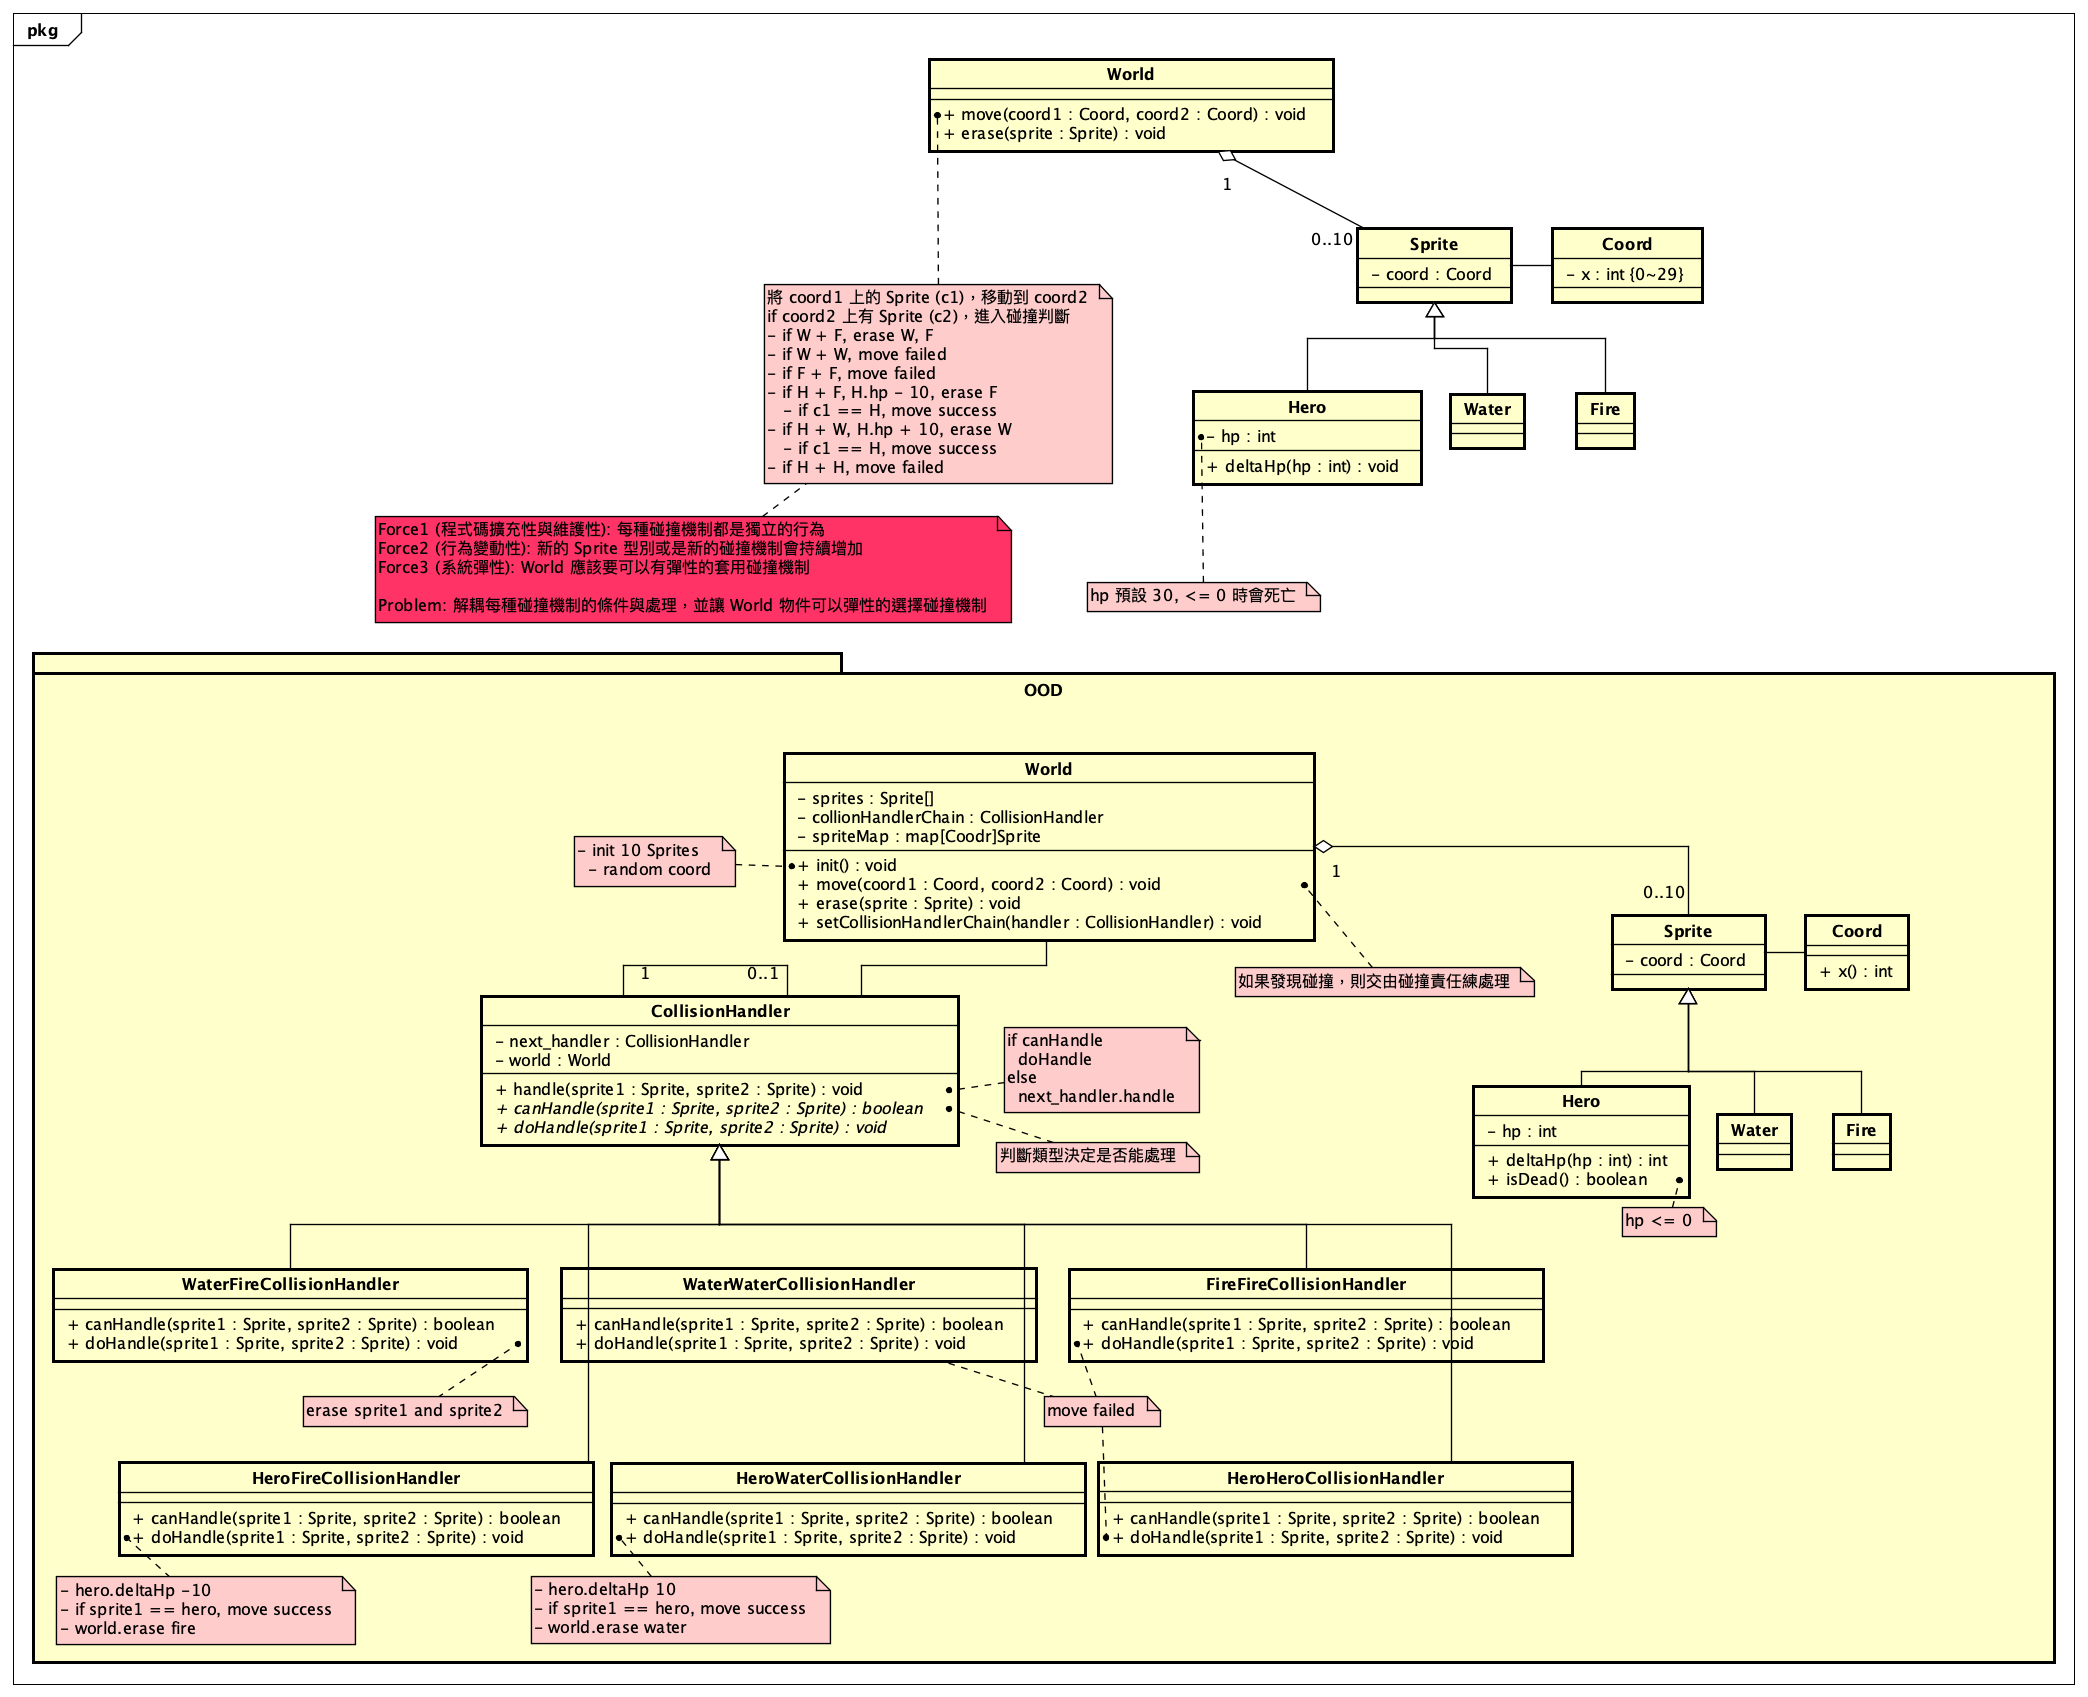 pkg
World
+ move(coord1 : Coord, coord2 : Coord) : void
+ erase(sprite : Sprite) : void
1
0..10
Sprite
– coord : Coord
Coord
– x : int {0~29}
將 coord1 上的 Sprite (c1)，移動到 coord2
if coord2 上有 Sprite (c2)，進入碰撞判斷
– if W + F, erase W, F
– if W + W, move failed
– if F + F, move failed
– if H + F, H.hp – 10, erase F
– if c1 == H, move success
– if H + W, H.hp + 10, erase W
– if c1 == H, move success
– if H + H, move failed
Hero
– hp : int
+ deltaHp(hp : int) : void
Water
Fire
Force1 (程式碼擴充性與維護性): 每種碰撞機制都是獨立的行為
Force2 (行為變動性): 新的 Sprite 型別或是新的碰撞機制會持續增加
Force3 (系統彈性): World 應該要可以有彈性的套用碰撞機制
Problem: 解耦每種碰撞機制的條件與處理，並讓 World 物件可以彈性的選擇碰撞機制
hp 預設 30, <= 0 時會死亡
OOD
World
– sprites : Sprite[]
– collionHandlerChain : CollisionHandler
– spriteMap : map[Coodr]Sprite
+ init() : void
+ move(coord1 : Coord, coord2 : Coord) : void
+ erase(sprite : Sprite) : void
+ setCollisionHandlerChain(handler : CollisionHandler) : void
– init 10 Sprites
– random coord
1
0..10
Sprite
– coord : Coord
Coord
+ x() : int
如果發現碰撞，則交由碰撞責任練處理
1
0..1
CollisionHandler
– next_handler : CollisionHandler
– world : World
+ handle(sprite1 : Sprite, sprite2 : Sprite) : void
+ canHandle(sprite1 : Sprite, sprite2 : Sprite) : boolean
+ doHandle(sprite1 : Sprite, sprite2 : Sprite) : void
if canHandle
doHandle
else
next_handler.handle
判斷類型決定是否能處理
Hero
– hp : int
+ deltaHp(hp : int) : int
+ isDead() : boolean
Water
Fire
hp <= 0
WaterFireCollisionHandler
+ canHandle(sprite1 : Sprite, sprite2 : Sprite) : boolean
+ doHandle(sprite1 : Sprite, sprite2 : Sprite) : void
WaterWaterCollisionHandler
+ canHandle(sprite1 : Sprite, sprite2 : Sprite) : boolean
+ doHandle(sprite1 : Sprite, sprite2 : Sprite) : void
FireFireCollisionHandler
+ canHandle(sprite1 : Sprite, sprite2 : Sprite) : boolean
+ doHandle(sprite1 : Sprite, sprite2 : Sprite) : void
erase sprite1 and sprite2
move failed
HeroFireCollisionHandler
+ canHandle(sprite1 : Sprite, sprite2 : Sprite) : boolean
+ doHandle(sprite1 : Sprite, sprite2 : Sprite) : void
HeroWaterCollisionHandler
+ canHandle(sprite1 : Sprite, sprite2 : Sprite) : boolean
+ doHandle(sprite1 : Sprite, sprite2 : Sprite) : void
HeroHeroCollisionHandler
+ canHandle(sprite1 : Sprite, sprite2 : Sprite) : boolean
+ doHandle(sprite1 : Sprite, sprite2 : Sprite) : void
– hero.deltaHp –10
– if sprite1 == hero, move success
– world.erase fire
– hero.deltaHp 10
– if sprite1 == hero, move success
– world.erase water